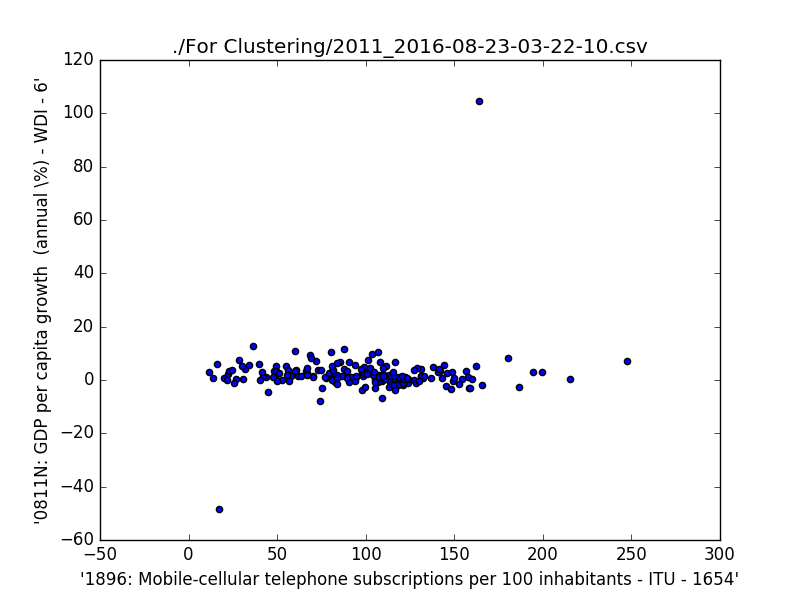 ./For Clustering/2011_2016-08-23-03-22-10.csv
120
100
80
60
40
20
0
−20
−40
−60
'0811N: GDP per capita growth  (annual \%) - WDI - 6'
−50 0 50 100 150 200 250 300
'1896: Mobile-cellular telephone subscriptions per 100 inhabitants - ITU - 1654'